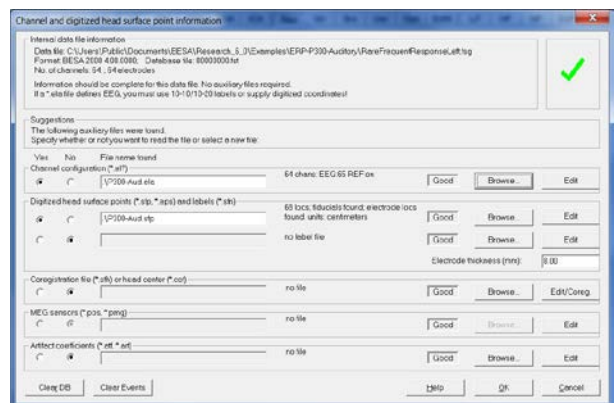 Channel and digitized head surface point information
Internal data file information
Data file: C:\Users\Public\Documents\BESA\Research_6_0\Examples\ERP-P300-Auditory\RareFrequentResponseLeft.fsg
Format: BESA 2000 4.08.0000; Database file: 00000000.fst
No. of channels: 64 , 64 electrodes
Information should be complete for this data file. No auxiliary files required.
If a *.ela file defines EEG, you must use 10-10/10-20 labels or supply digitized coordinates!
Suggestions
The following auxiliary files were found.
Specify whether or not you want to read the file or select a new file:
Yes No File name found
Channel configuration (*.el?)
.\P300-Aud.ela 64 chans: EEG:65 REF:ox Good Browse... Edit
Digitized head surface points (*.sfp, *.eps) and labels (*.sfn)
.\P300-Aud.sfp 68 locs; fiducials found; electrode locs found; units: centimeters Good Browse... Edit
no label file Good Browse... Edit
Electrode thickness (mm): 8.00
Coregistration file (*.sfh) or head center (*.cot)
no file Good Browse... Edit/Coreg.
MEG sensors (*.pos, *.pmg)
no file Good Browse... Edit
Artifact coefficients (*.atf, *.art)
no file Good Browse... Edit
Clear DB Clear Events Help OK Cancel